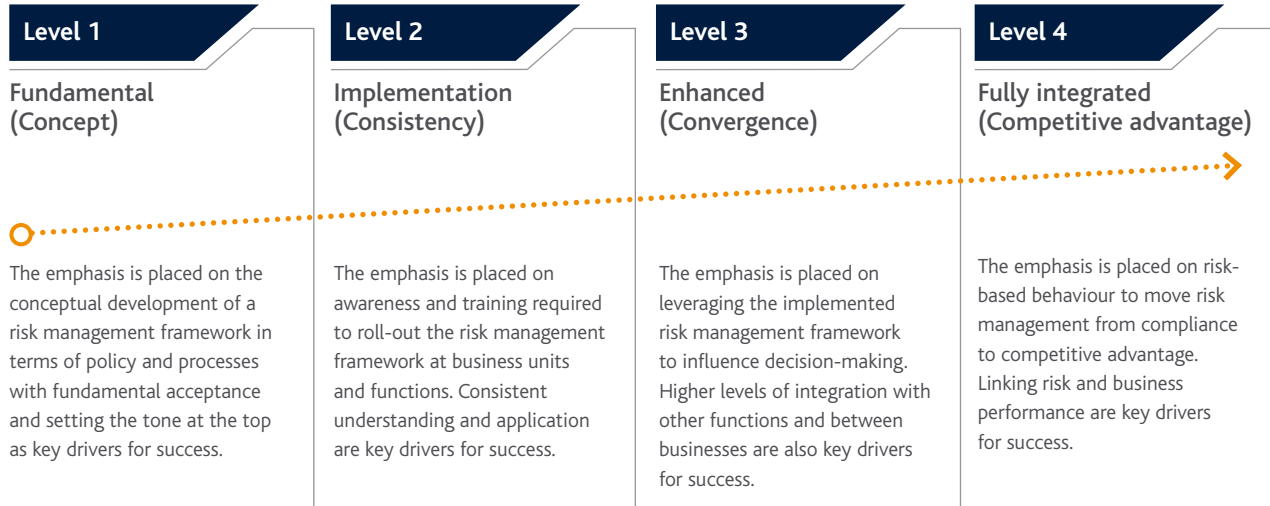 Level 1
Fundamental
(Concept)
The emphasis is placed on the
conceptual development of a
risk management framework in
terms of policy and processes
with fundamental acceptance
and setting the tone at the top
as key drivers for success.
Level 2
Implementation
(Consistency)
The emphasis is placed on
awareness and training required
to roll-out the risk management
framework at business units
and functions. Consistent
understanding and application
are key drivers for success.
Level 3
Enhanced
(Convergence)
The emphasis is placed on
leveraging the implemented
risk management framework
to influence decision-making.
Higher levels of integration with
other functions and between
businesses are also key drivers
for success.
Level 4
Fully integrated
(Competitive advantage)
The emphasis is placed on risk-
based behaviour to move risk
management from compliance
to competitive advantage.
Linking risk and business
performance are key drivers
for success.